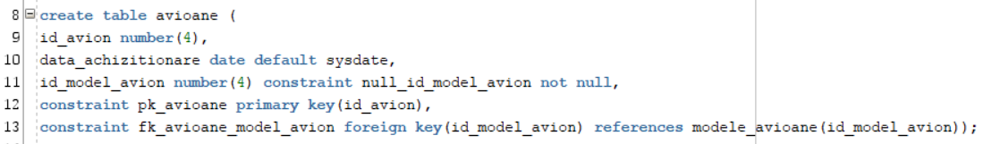 8 create table avioane (
9 id_avion number(4),
10 data_achizitionare date default sysdate,
11 id_model_avion number(4) constraint null_id_model_avion not null,
12 constraint pk_avioane primary key(id_avion),
13 constraint fk_avioane_model_avion foreign key(id_model_avion) references modele_avioane(id_model_avion));